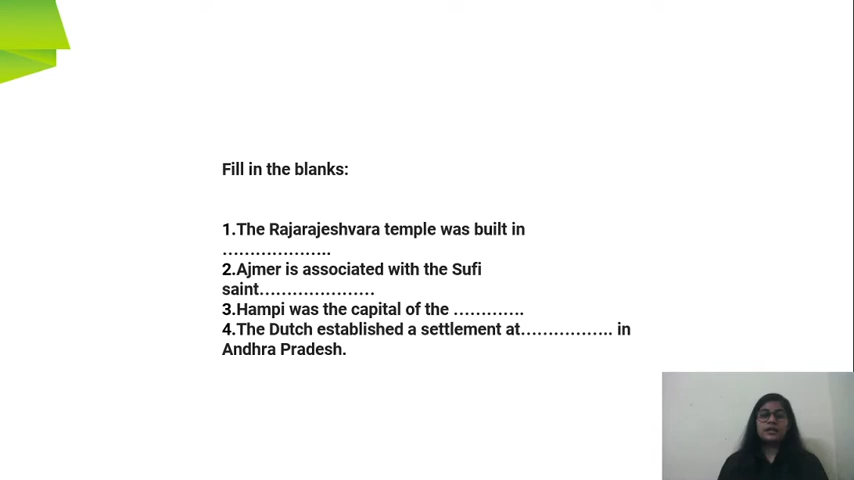 Fill in the blanks:
1.The Rajarajeshvara temple was built in
………………..
2.Ajmer is associated with the Sufi
saint…………………
3.Hampi was the capital of the ………….
4.The Dutch established a settlement at…………….. in
Andhra Pradesh.